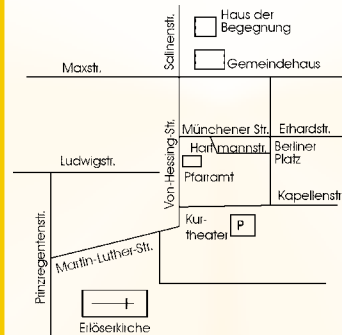 Haus der
Begegnung
Salinenstr.
Gemeindehaus
Maxstr.
Von-Hessing-Str.
Münchener Str.
Erhardstr.
Hartmannstr.
Berliner
Platz
Ludwigstr.
Pfarramt
Kapellenstr
Kur-
theater
P
Prinzregentenstr.
Martin-Luther-Str.
Erlöserkirche